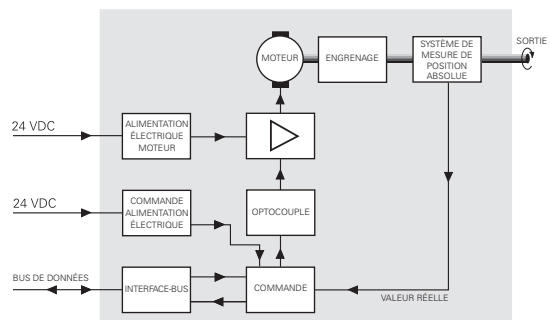 SORTIE
MOTEUR
ENGRENAGE
SYSTÈME DE
MESURE DE
POSITION
ABSOLUE
24 VDC
ALIMENTATION
ÉLECTRIQUE
MOTEUR
24 VDC
COMMANDE
ALIMENTATION
ÉLECTRIQUE
OPTOCOUPLE
BUS DE DONNÉES
INTERFACE-BUS
COMMANDE
VALEUR RÉELLE